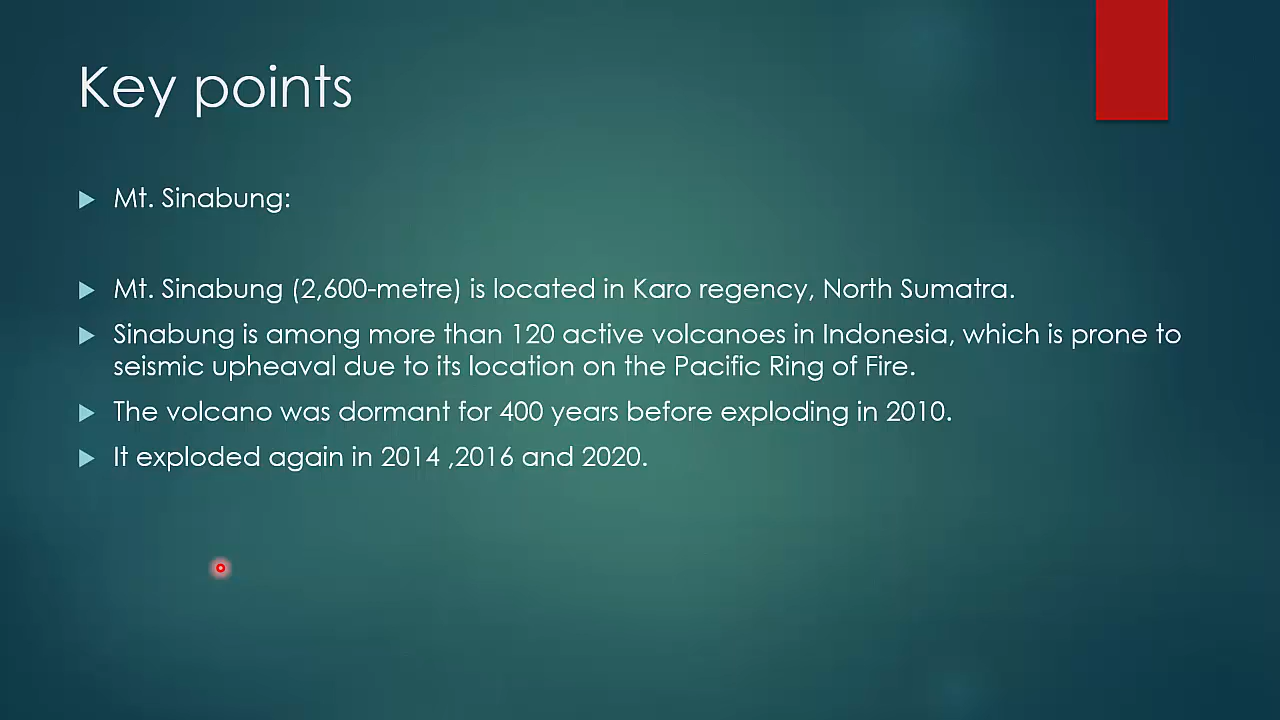 Key points
Mt. Sinabung:
Mt. Sinabung (2,600-metre) is located in Karo regency, North Sumatra.
Sinabung is among more than 120 active volcanoes in Indonesia, which is prone to
seismic upheaval due to its location on the Pacific Ring of Fire.
The volcano was dormant for 400 years before exploding in 2010.
It exploded again in 2014 ,2016 and 2020.